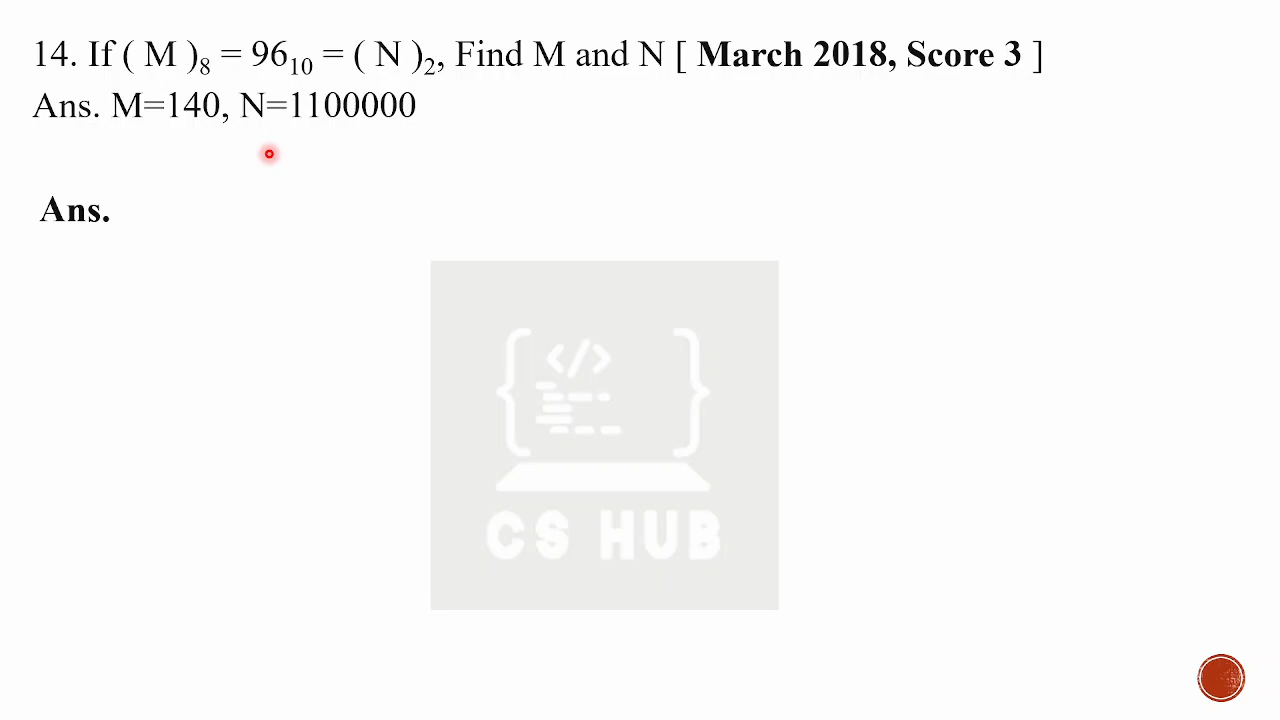 14. If ( M )₈ = 96₁₀ = ( N )₂, Find M and N [ March 2018, Score 3 ]
Ans. M=140, N=1100000
Ans.
</>
CS HUB